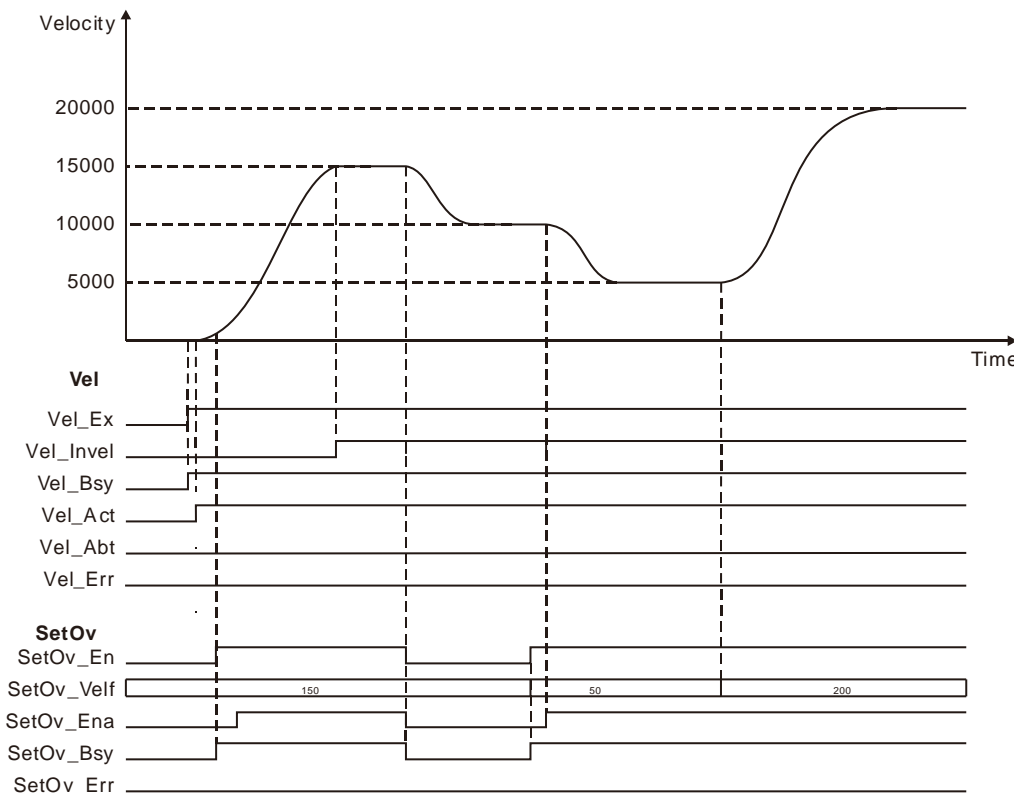 Velocity
20000
15000
10000
5000
Time
Vel
Vel_Ex
Vel_Invel
Vel_Bsy
Vel_Act
Vel_Abt
Vel_Err
SetOv
SetOv_En
SetOv_Velf 150 50 200
SetOv_Ena
SetOv_Bsy
SetOv_Err